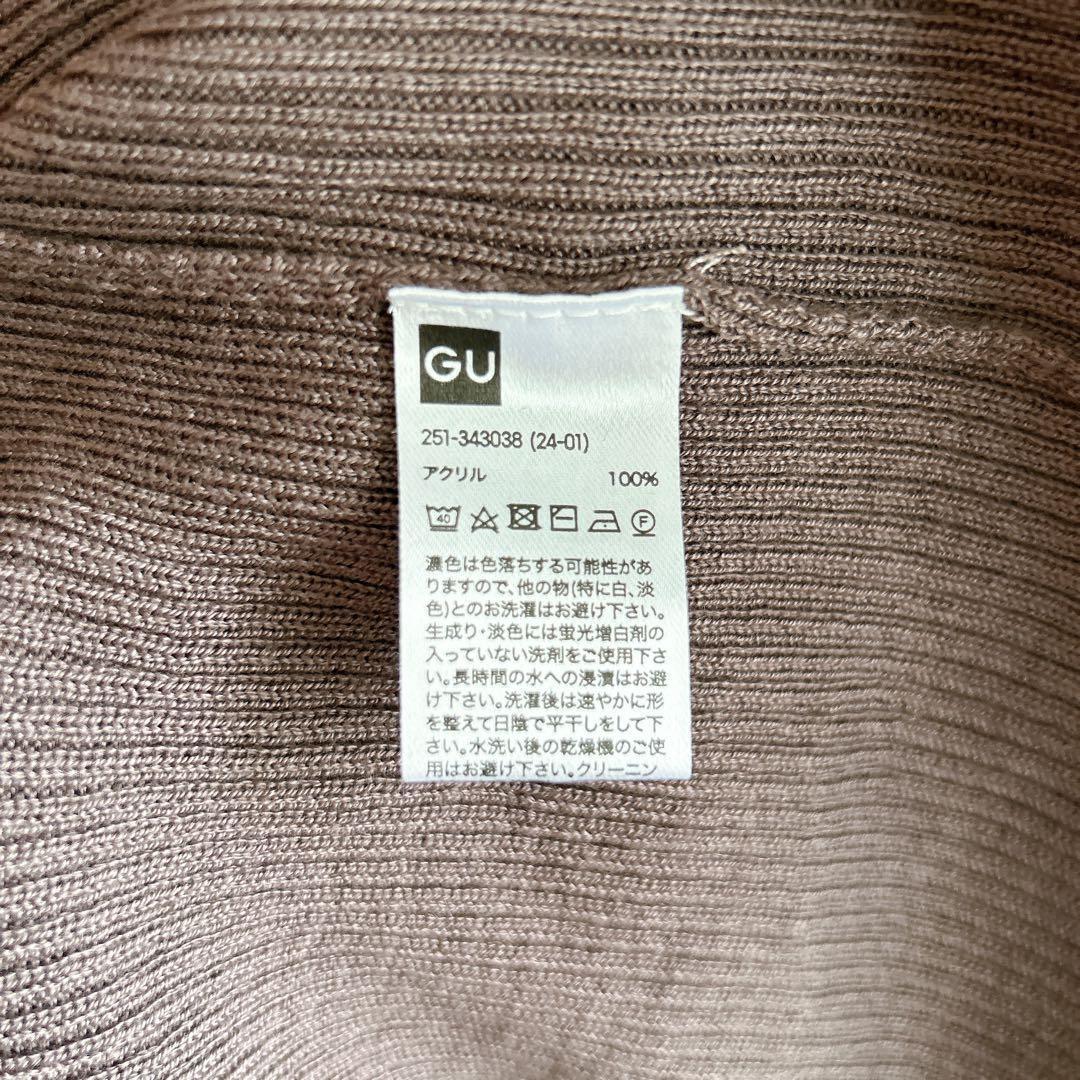 GU
251-343038 (24-01)
アクリル 100%
40 F
濃色は色落ちする可能性があ
りますので、他の物(特に白、淡
色)とのお洗濯はお避け下さい。
生成り・淡色には蛍光増白剤の
入っていない洗剤をご使用下さ
い。長時間の水への浸漬はお避
け下さい。洗濯後は速やかに形
を整えて日陰で平干しをして下
さい。水洗い後の乾燥機のご使
用はお避け下さい。クリーニン